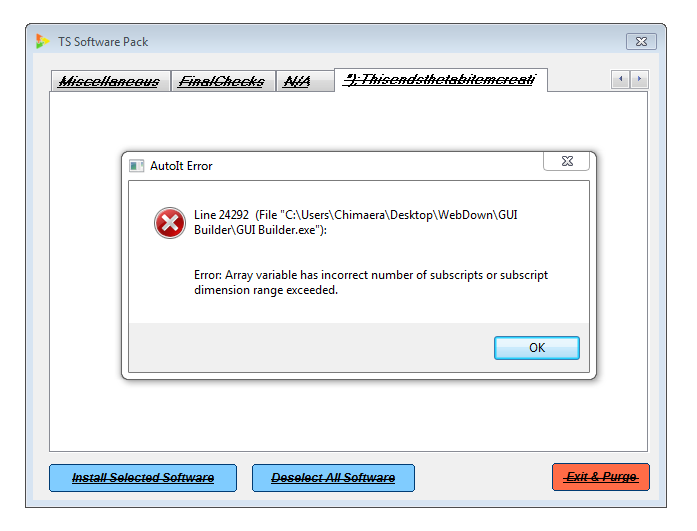 TS Software Pack
Miscellaneous FinalChecks N/A ");Thisendsthetabitemcreati
AutoIt Error
Line 24292 (File "C:\Users\Chimaera\Desktop\WebDown\GUI
Builder\GUI Builder.exe"):
Error: Array variable has incorrect number of subscripts or subscript
dimension range exceeded.
OK
Install Selected Software Deselect All Software Exit & Purge